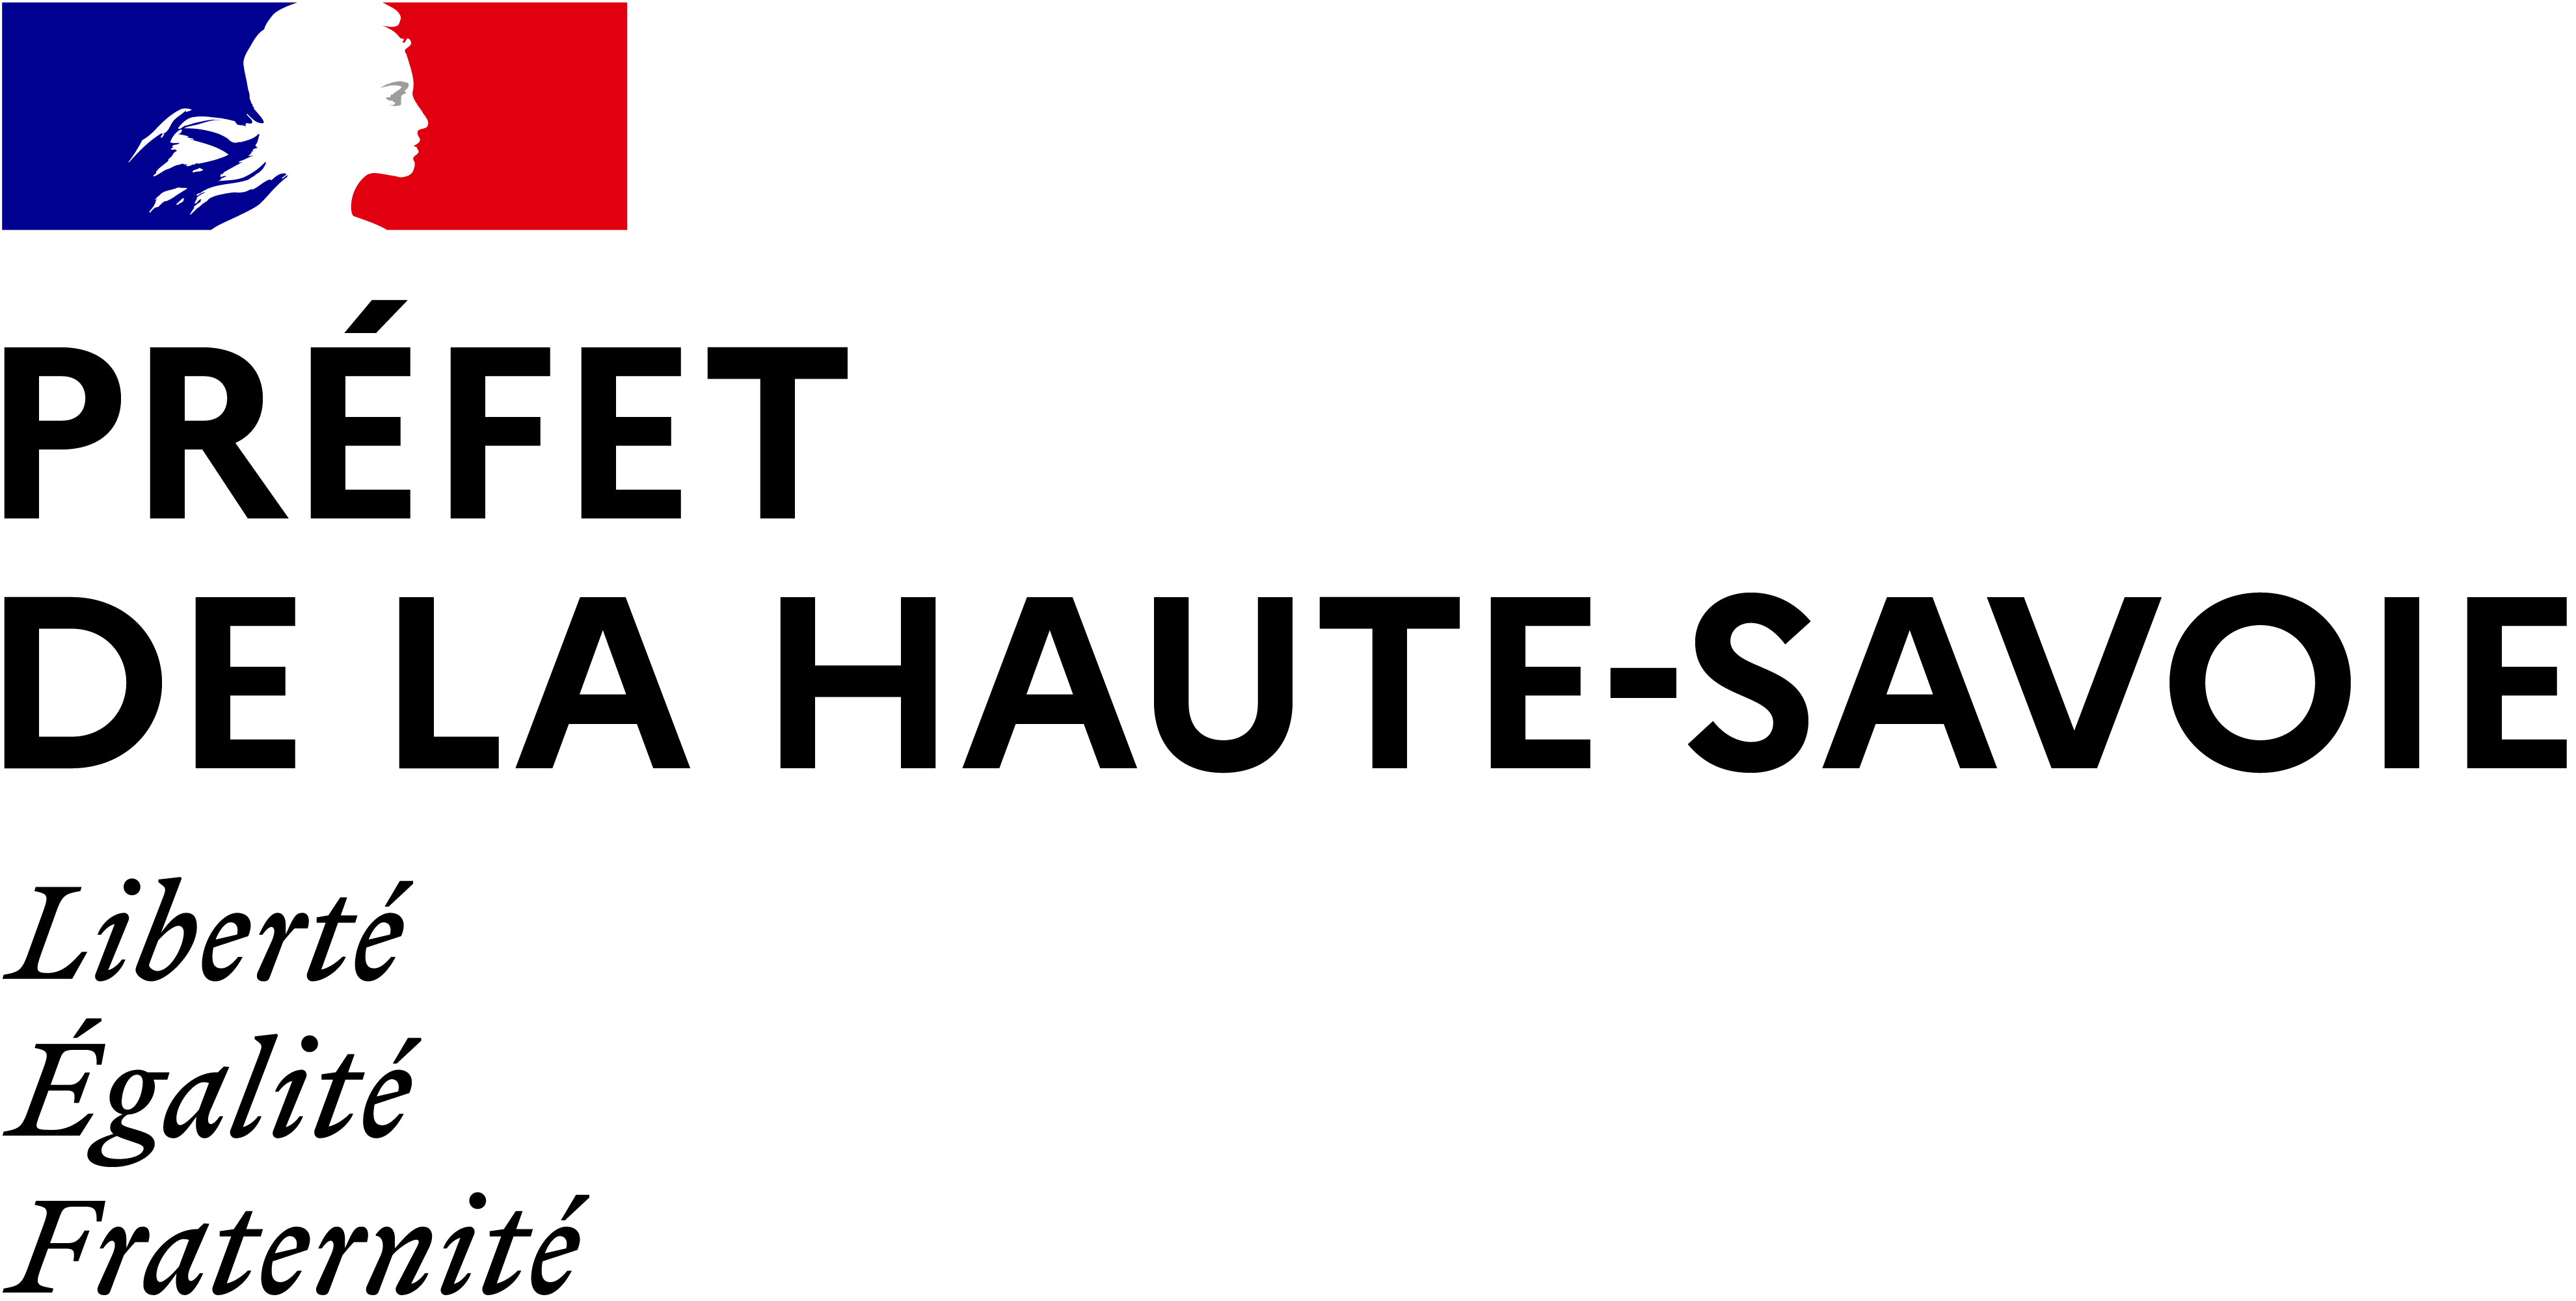 PRÉFET
DE LA HAUTE-SAVOIE
Liberté
Égalité
Fraternité